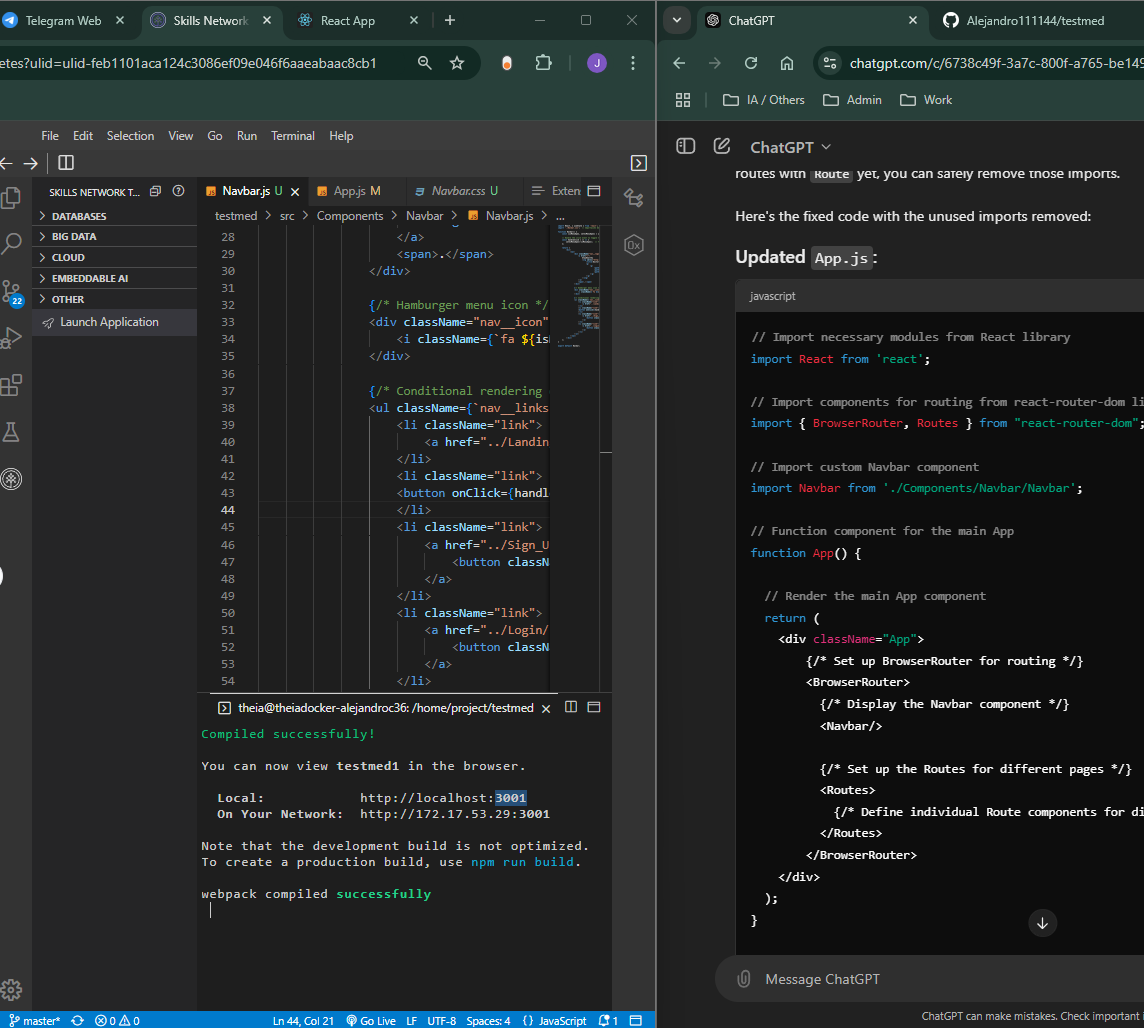 Telegram Web
Skills Network
React App
etes?ulid=ulid-feb1101aca124c3086ef09e046f6aaeabaac8cb1
J
File Edit Selection View Go Run Terminal Help
SKILLS NETWORK T...
DATABASES
BIG DATA
CLOUD
EMBEDDABLE AI
OTHER
Launch Application
22
Navbar.js U
App.js M
Navbar.css U
Exten
testmed > src > Components > Navbar > Navbar.js > ...
28 </a>
29 <span>.</span>
30 </div>
31
32 {/* Hamburger menu icon */
33 <div className="nav__icon"
34 <i className={`fa ${is
35 </div>
36
37 {/* Conditional rendering
38 <ul className={`nav__links
39 <li className="link">
40 <a href="../Landin
41 </li>
42 <li className="link">
43 <button onClick={handl
44 </li>
45 <li className="link">
46 <a href="../Sign_U
47 <button classN
48 </a>
49 </li>
50 <li className="link">
51 <a href="../Login/
52 <button classN
53 </a>
54 </li>
0x
theia@theiadocker-alejandroc36: /home/project/testmed
Compiled successfully!
You can now view testmed1 in the browser.
Local: http://localhost:3001
On Your Network: http://172.17.53.29:3001
Note that the development build is not optimized.
To create a production build, use npm run build.
webpack compiled successfully
master* 0 0 Ln 44, Col 21 Go Live LF UTF-8 Spaces: 4 {} JavaScript 1
ChatGPT
Alejandro111144/testmed
chatgpt.com/c/6738c49f-3a7c-800f-a765-be149
IA / Others
Admin
Work
ChatGPT
routes with Route yet, you can safely remove those imports.
Here's the fixed code with the unused imports removed:
Updated App.js:
javascript
// Import necessary modules from React library
import React from 'react';
// Import components for routing from react-router-dom li
import { BrowserRouter, Routes } from "react-router-dom";
// Import custom Navbar component
import Navbar from './Components/Navbar/Navbar';
// Function component for the main App
function App() {
// Render the main App component
return (
<div className="App">
{/* Set up BrowserRouter for routing */}
<BrowserRouter>
{/* Display the Navbar component */}
<Navbar/>
{/* Set up the Routes for different pages */}
<Routes>
{/* Define individual Route components for di
</Routes>
</BrowserRouter>
</div>
);
}
Message ChatGPT
ChatGPT can make mistakes. Check important i